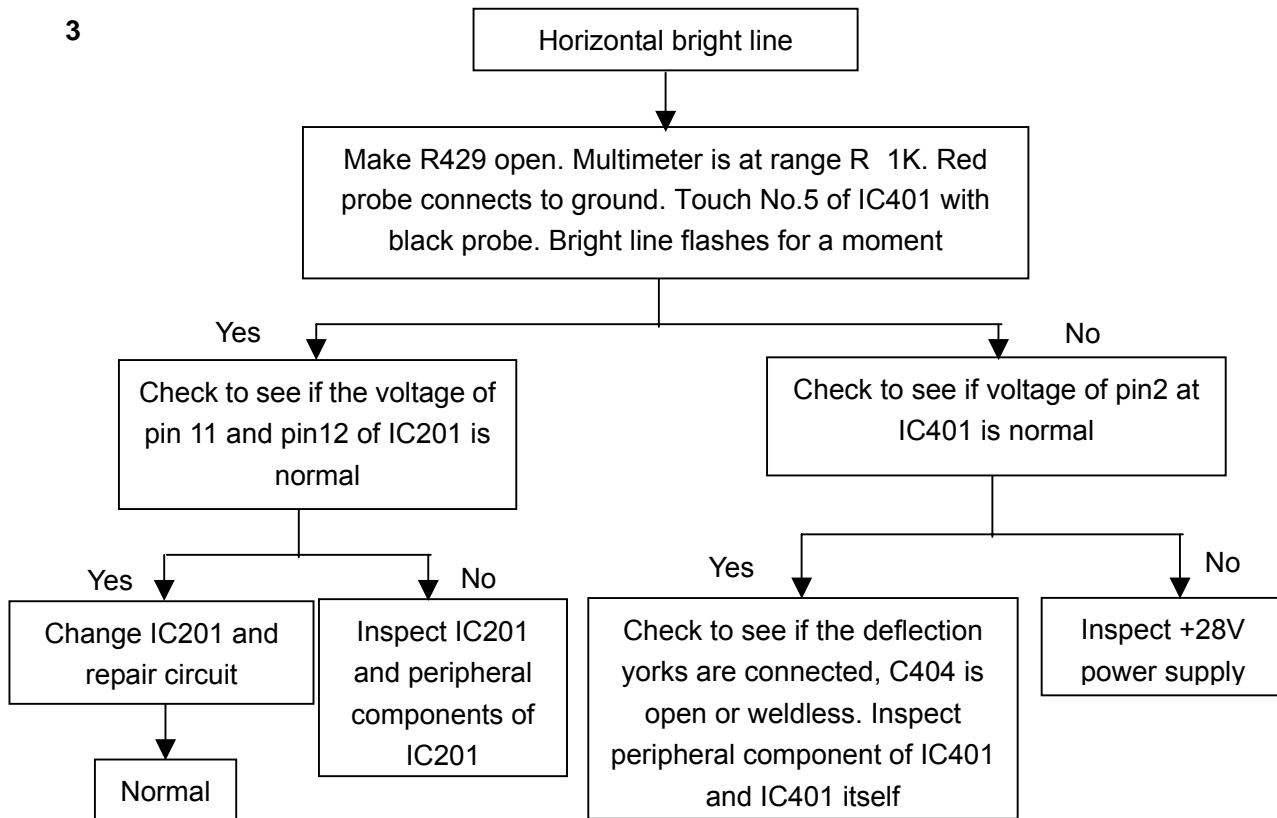 3
Horizontal bright line
Make R429 open. Multimeter is at range R 1K. Red
probe connects to ground. Touch No.5 of IC401 with
black probe. Bright line flashes for a moment
Yes
No
Check to see if the voltage of
pin 11 and pin12 of IC201 is
normal
Check to see if voltage of pin2 at
IC401 is normal
Yes
No
Yes
No
Change IC201 and
repair circuit
Inspect IC201
and peripheral
components of
IC201
Check to see if the deflection
yorks are connected, C404 is
open or weldless. Inspect
peripheral component of IC401
and IC401 itself
Inspect +28V
power supply
Normal